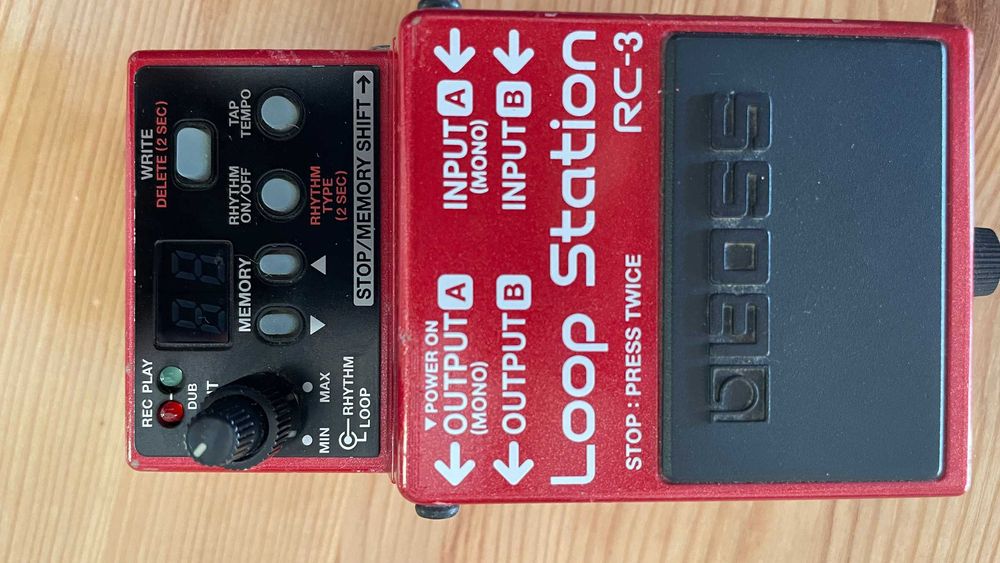 REC PLAY
DUB
WRITE
DELETE (2 SEC)
MEMORY
RHYTHM
ON/OFF
TAP
TEMPO
RHYTHM
TYPE
(2 SEC)
MIN MAX
RHYTHM
LOOP
STOP/MEMORY SHIFT →
▼ POWER ON
← OUTPUT A
(MONO)
INPUT A ←
(MONO)
← OUTPUT B
INPUT B ←
Loop Station
STOP : PRESS TWICE
RC-3
BOSS